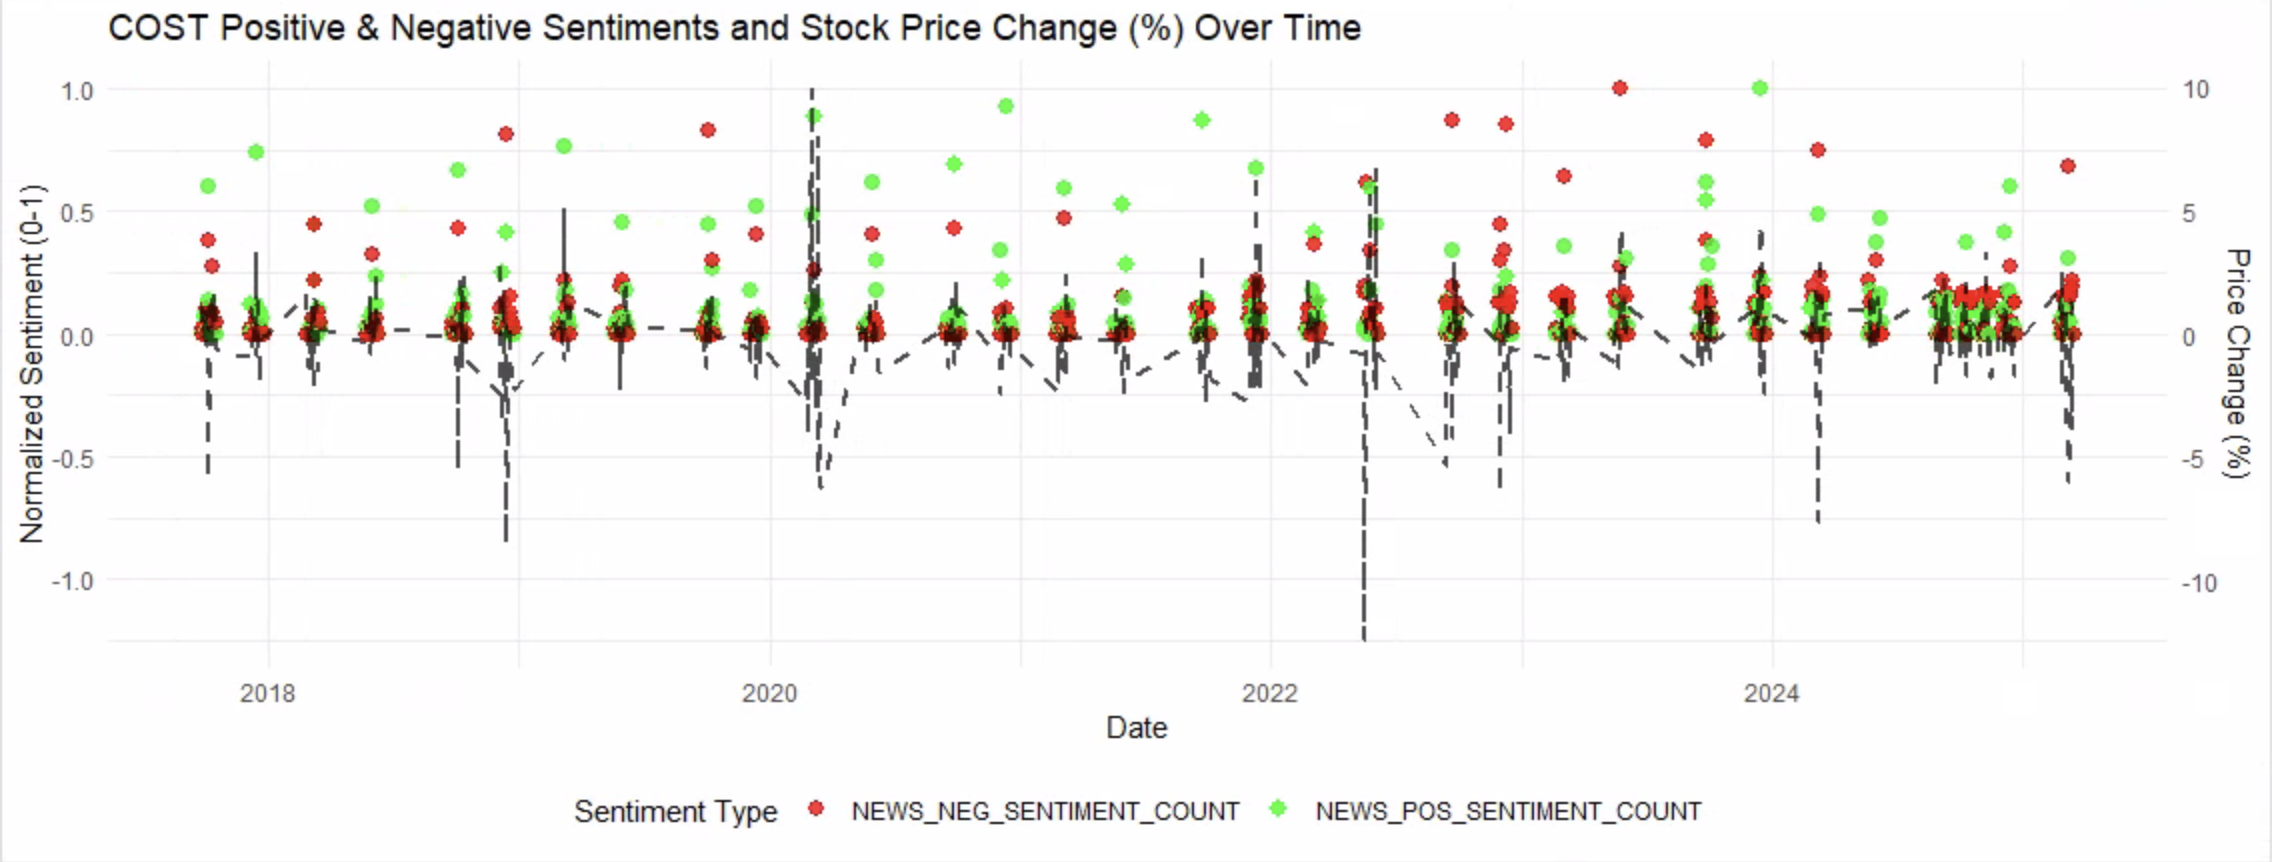 COST Positive & Negative Sentiments and Stock Price Change (%) Over Time
Normalized Sentiment (0-1)
1.0
0.5
0.0
-0.5
-1.0
10
5
0
-5
-10
Price Change (%)
2018 2020 2022 2024
Date
Sentiment Type NEWS_NEG_SENTIMENT_COUNT NEWS_POS_SENTIMENT_COUNT